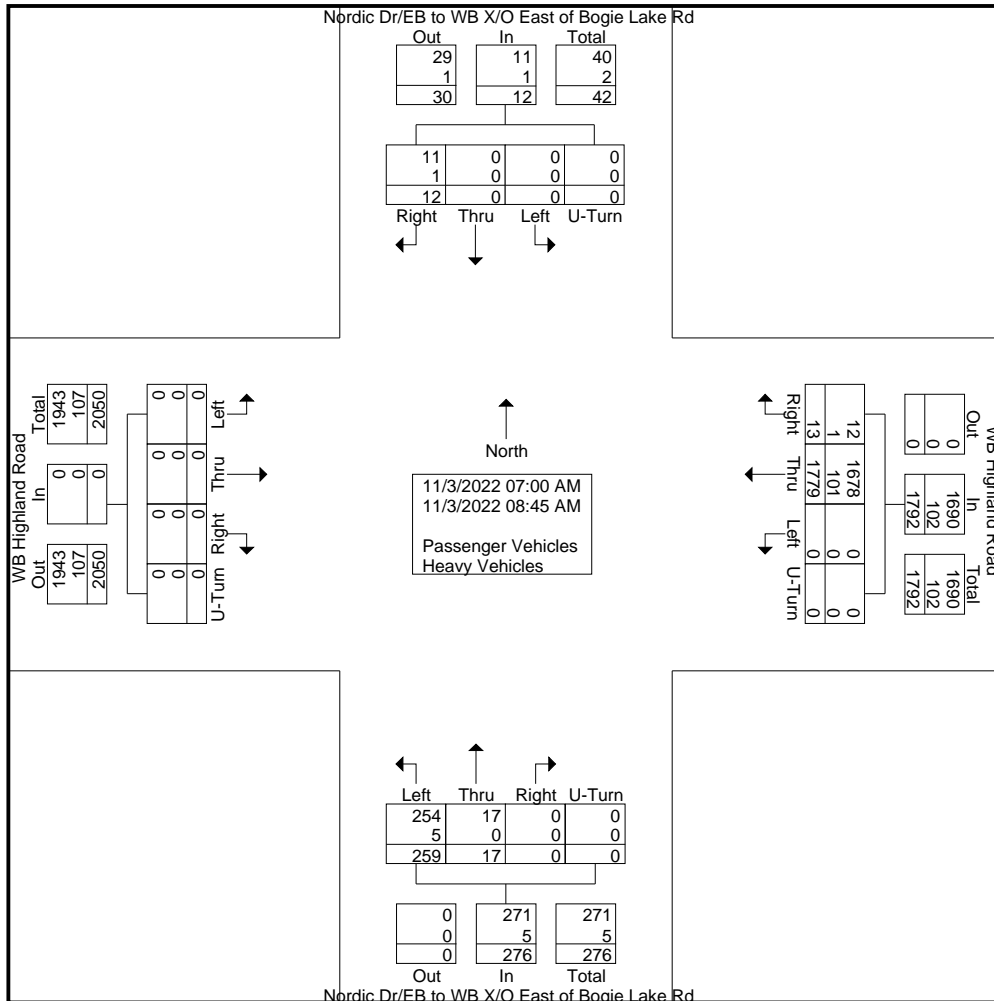 Nordic Dr/EB to WB X/O East of Bogie Lake Rd
Out In Total
29 11 40
1 1 2
30 12 42
11 0 0 0
1 0 0 0
12 0 0 0
Right Thru Left U-Turn
WB Highland Road
Total In Out
1943 0 1943
107 0 107
2050 0 2050
0 0 0 0
0 0 0 0
0 0 0 0
Left Thru Right U-Turn
North
11/3/2022 07:00 AM
11/3/2022 08:45 AM
Passenger Vehicles
Heavy Vehicles
Right Thru Left U-Turn
12 1678 0 0
1 101 0 0
13 1779 0 0
WB Highland Road
Out In Total
0 1690 1690
0 102 102
0 1792 1792
Left Thru Right U-Turn
254 17 0 0
5 0 0 0
259 17 0 0
0 271 271
0 5 5
0 276 276
Out In Total
Nordic Dr/EB to WB X/O East of Bogie Lake Rd